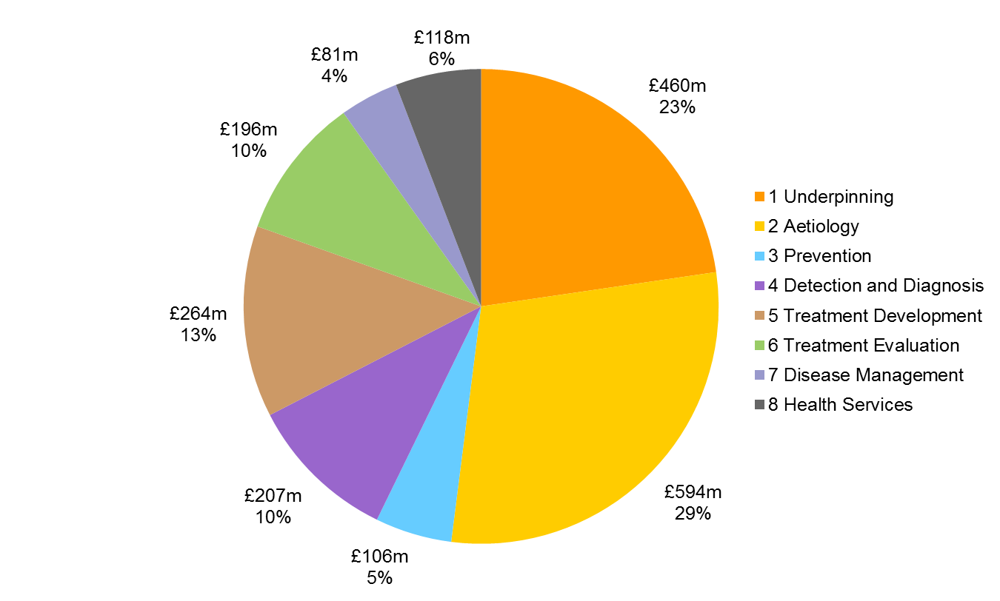 £118m
6%
£81m
4%
£460m
23%
£196m
10%
1 Underpinning
2 Aetiology
3 Prevention
4 Detection and Diagnosis
5 Treatment Development
6 Treatment Evaluation
7 Disease Management
8 Health Services
£264m
13%
£594m
29%
£207m
10%
£106m
5%